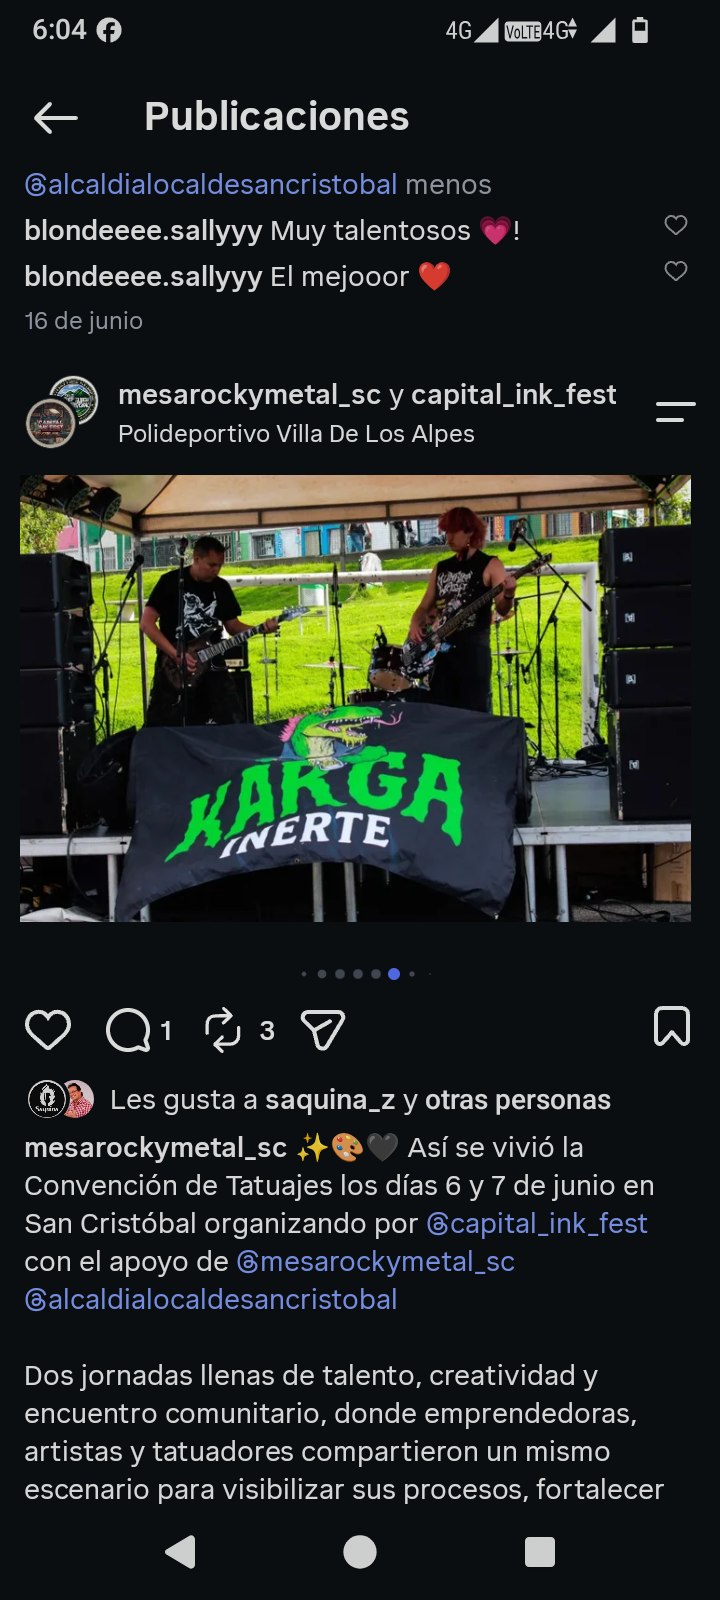 6:04 4G VoLTE 4G
Publicaciones
@alcaldialocaldesancristobal menos
blondeeee.sallyyy Muy talentosos 💗!
blondeeee.sallyyy El mejooor ❤️
16 de junio
mesarockymetal_sc y capital_ink_fest
Polideportivo Villa De Los Alpes
KARGA
INERTE
1 3
Les gusta a saquina_z y otras personas
mesarockymetal_sc ✨🎨🖤 Así se vivió la
Convención de Tatuajes los días 6 y 7 de junio en
San Cristóbal organizando por @capital_ink_fest
con el apoyo de @mesarockymetal_sc
@alcaldialocaldesancristobal
Dos jornadas llenas de talento, creatividad y
encuentro comunitario, donde emprendedoras,
artistas y tatuadores compartieron un mismo
escenario para visibilizar sus procesos, fortalecer